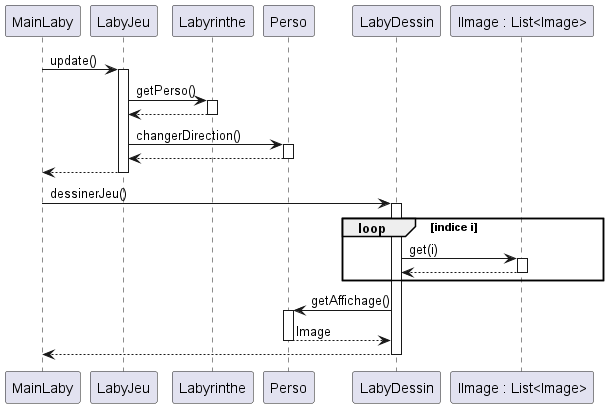 MainLaby LabyJeu Labyrinthe Perso LabyDessin lImage : List<Image>
update()
getPerso()
changerDirection()
dessinerJeu()
loop [indice i]
get(i)
getAffichage()
Image
MainLaby LabyJeu Labyrinthe Perso LabyDessin lImage : List<Image>